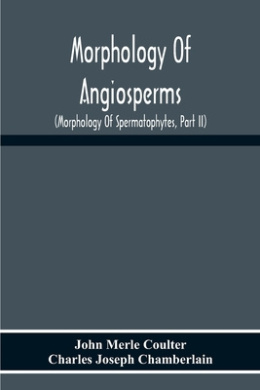 Morphology Of
Angiosperms
(Morphology Of Spermatophytes, Part II)
John Merle Coulter
Charles Joseph Chamberlain